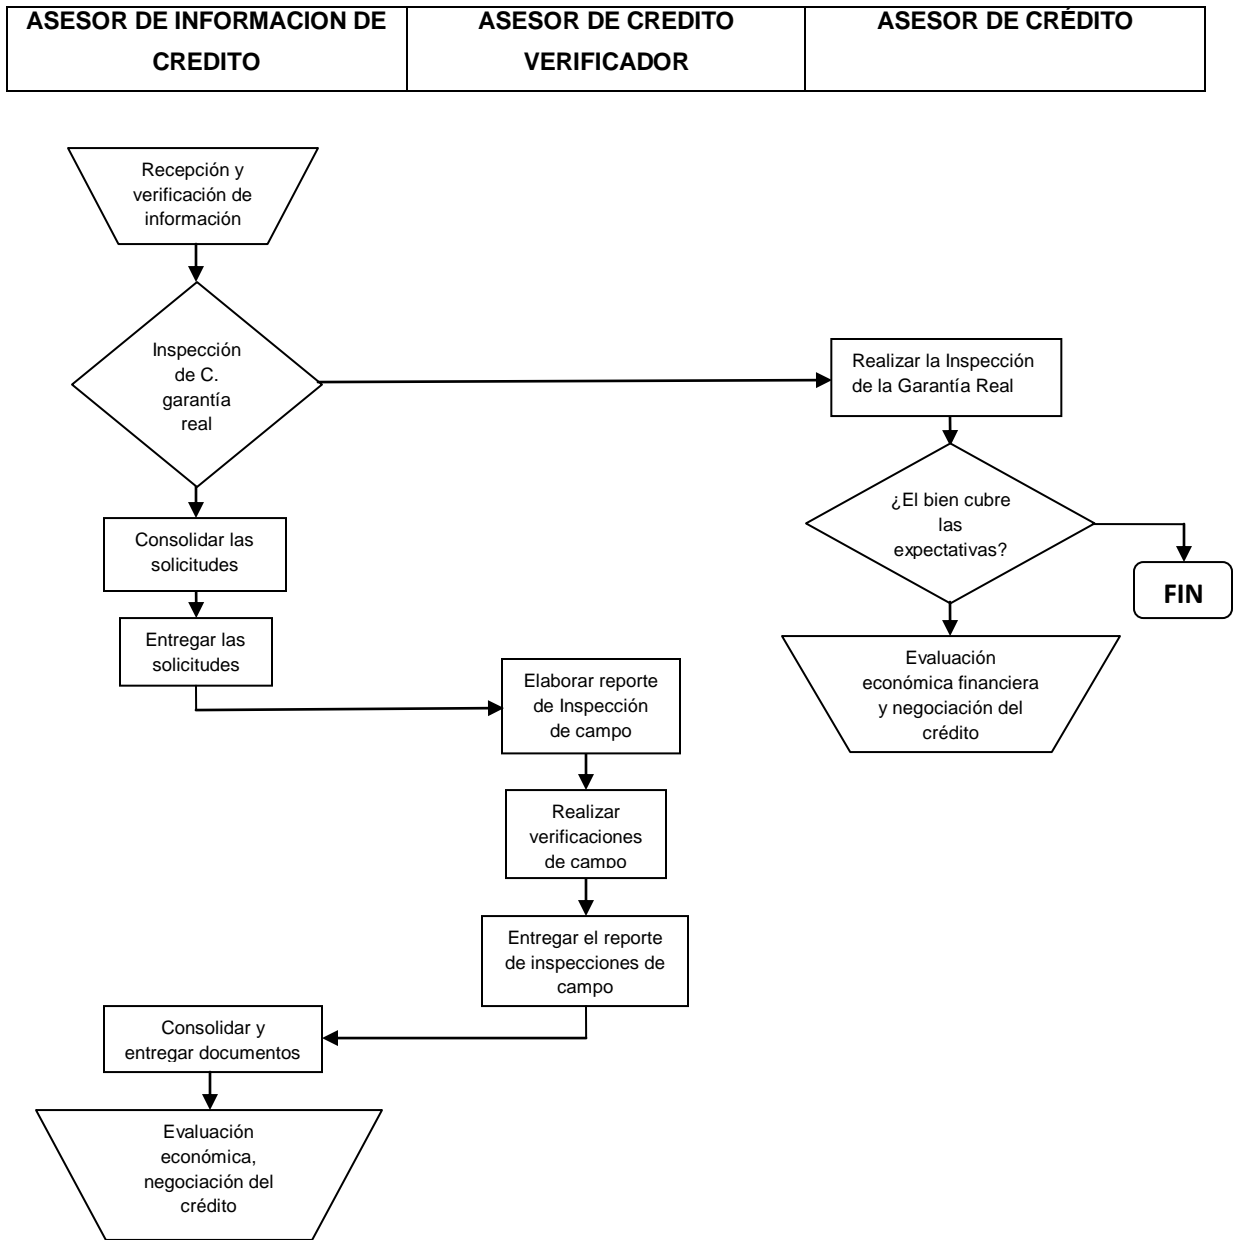 ASESOR DE INFORMACION DE
CREDITO
ASESOR DE CREDITO
VERIFICADOR
ASESOR DE CRÉDITO
Recepción y
verificación de
información
Inspección
de C.
garantía
real
Realizar la Inspección
de la Garantía Real
¿El bien cubre
las
expectativas?
FIN
Consolidar las
solicitudes
Entregar las
solicitudes
Evaluación
económica financiera
y negociación del
crédito
Elaborar reporte
de Inspección
de campo
Realizar
verificaciones
de campo
Entregar el reporte
de inspecciones de
campo
Consolidar y
entregar documentos
Evaluación
económica,
negociación del
crédito